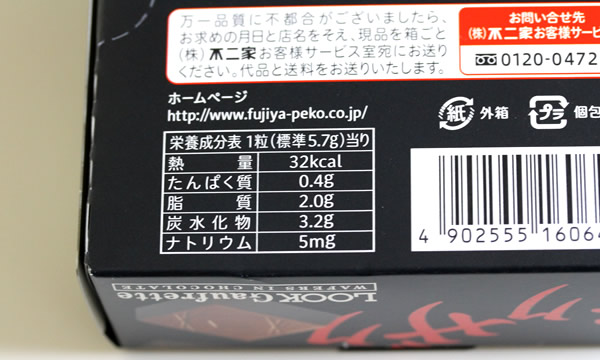 万一品質に不都合がございましたら、
お求めの月日と店名をそえ、現品を箱ごと
(株)不二家お客様サービス室宛にお送り
ください。代品と送料をお送りいたします。
お問い合せ先
(株)不二家お客様サービ
0120-0472
ホームページ
http://www.fujiya-peko.co.jp/
紙 外箱
プラ 個包
栄養成分表 1粒(標準5.7g)当り
熱量 32kcal
たんぱく質 0.4g
脂質 2.0g
炭水化物 3.2g
ナトリウム 5mg
4 902555 16064
LOOK Gaufrette
WAFERS IN CHOCOLATE